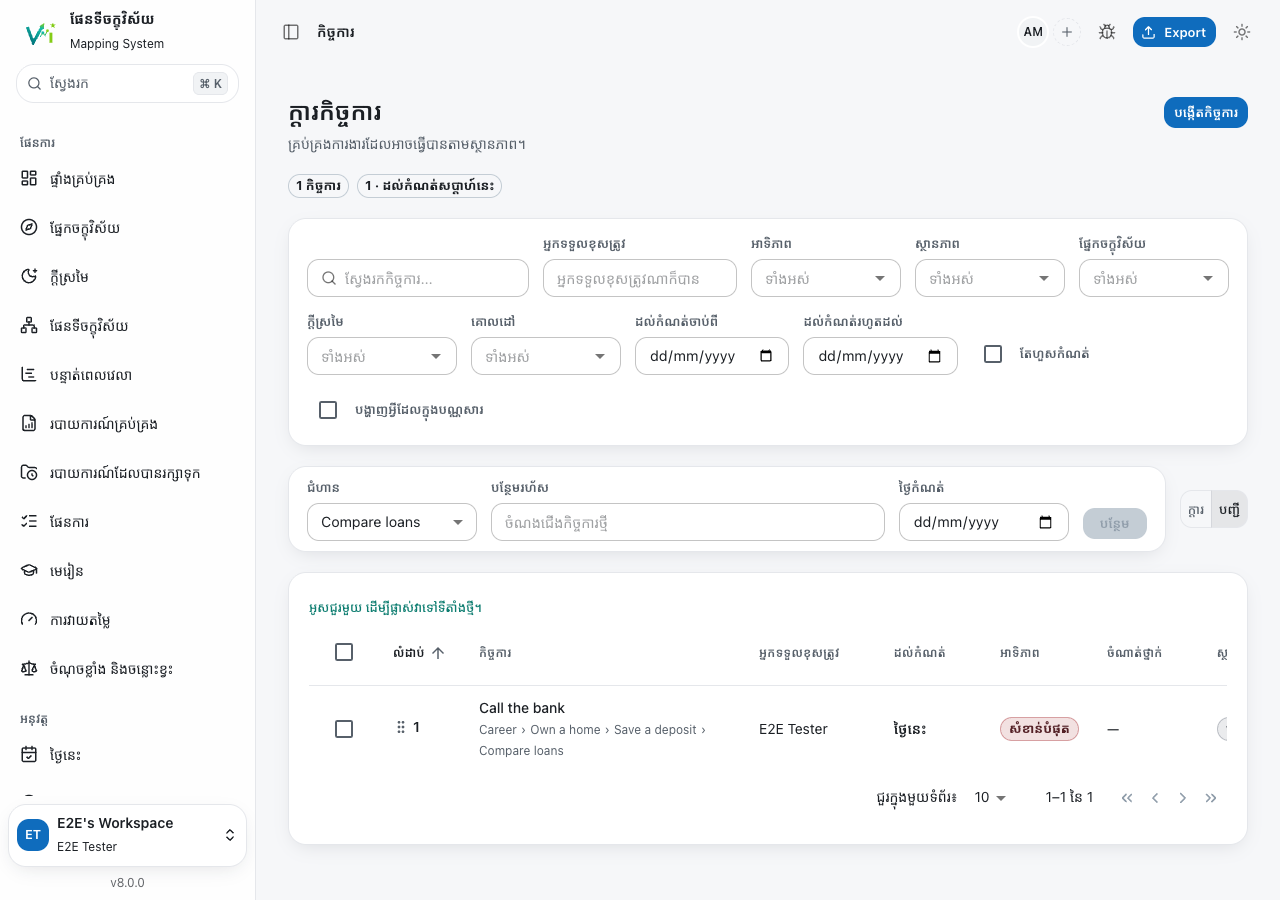 ផែនទីចក្ខុវិស័យ
Mapping System
ស្វែងរក
⌘ K
ផែនការ
ផ្ទាំងគ្រប់គ្រង
ផ្នែកចក្ខុវិស័យ
ក្តីស្រមៃ
ផែនទីចក្ខុវិស័យ
បន្ទាត់ពេលវេលា
របាយការណ៍គ្រប់គ្រង
របាយការណ៍ដែលបានរក្សាទុក
ផែនការ
មេរៀន
ការវាយតម្លៃ
ចំណុចខ្លាំង និងចន្លោះខ្វះ
អនុវត្ត
ថ្ងៃនេះ
ET
E2E's Workspace
E2E Tester
v8.0.0
កិច្ចការ
AM
Export
ក្តារកិច្ចការ
គ្រប់គ្រងការងារដែលអាចធ្វើបានតាមស្ថានភាព។
បង្កើតកិច្ចការ
1 កិច្ចការ
1 · ដល់កំណត់សប្តាហ៍នេះ
អ្នកទទួលខុសត្រូវ
អាទិភាព
ស្ថានភាព
ផ្នែកចក្ខុវិស័យ
ស្វែងរកកិច្ចការ...
អ្នកទទួលខុសត្រូវណាក៏បាន
ទាំងអស់
ទាំងអស់
ទាំងអស់
ក្តីស្រមៃ
គោលដៅ
ដល់កំណត់ចាប់ពី
ដល់កំណត់រហូតដល់
ទាំងអស់
ទាំងអស់
dd/mm/yyyy
dd/mm/yyyy
តែហួសកំណត់
បង្ហាញអ្វីដែលក្នុងបណ្ណសារ
ជំហាន
បន្ថែមរហ័ស
ថ្ងៃកំណត់
Compare loans
ចំណងជើងកិច្ចការថ្មី
dd/mm/yyyy
បន្ថែម
ក្តារ
បញ្ជី
អូសជួរមួយ ដើម្បីផ្លាស់វាទៅទីតាំងថ្មី។
លំដាប់
កិច្ចការ
អ្នកទទួលខុសត្រូវ
ដល់កំណត់
អាទិភាព
ចំណាត់ថ្នាក់
1
Call the bank
Career › Own a home › Save a deposit ›
Compare loans
E2E Tester
ថ្ងៃនេះ
សំខាន់បំផុត
—
ជួរក្នុងមួយទំព័រ៖
10
1–1 នៃ 1